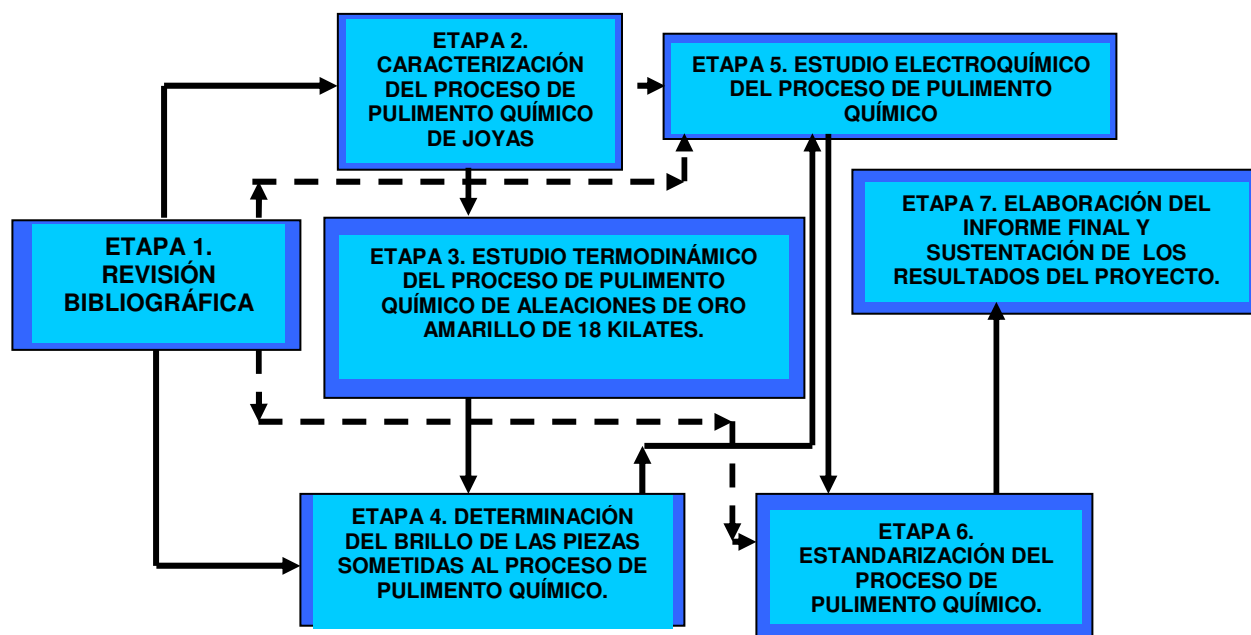 ETAPA 1.
REVISIÓN
BIBLIOGRÁFICA
ETAPA 2.
CARACTERIZACIÓN
DEL PROCESO DE
PULIMENTO QUÍMICO
DE JOYAS
ETAPA 3. ESTUDIO TERMODINÁMICO
DEL PROCESO DE PULIMENTO
QUÍMICO DE ALEACIONES DE ORO
AMARILLO DE 18 KILATES.
ETAPA 4. DETERMINACIÓN
DEL BRILLO DE LAS PIEZAS
SOMETIDAS AL PROCESO DE
PULIMENTO QUÍMICO.
ETAPA 5. ESTUDIO ELECTROQUÍMICO
DEL PROCESO DE PULIMENTO
QUÍMICO
ETAPA 6.
ESTANDARIZACIÓN DEL
PROCESO DE
PULIMENTO QUÍMICO.
ETAPA 7. ELABORACIÓN DEL
INFORME FINAL Y
SUSTENTACIÓN DE LOS
RESULTADOS DEL PROYECTO.